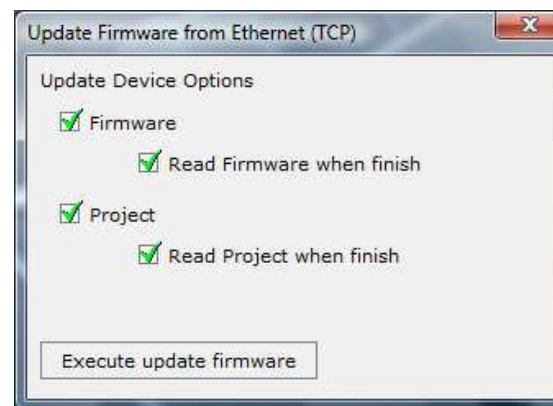 Update Firmware from Ethernet (TCP)
Update Device Options
Firmware
Read Firmware when finish
Project
Read Project when finish
Execute update firmware